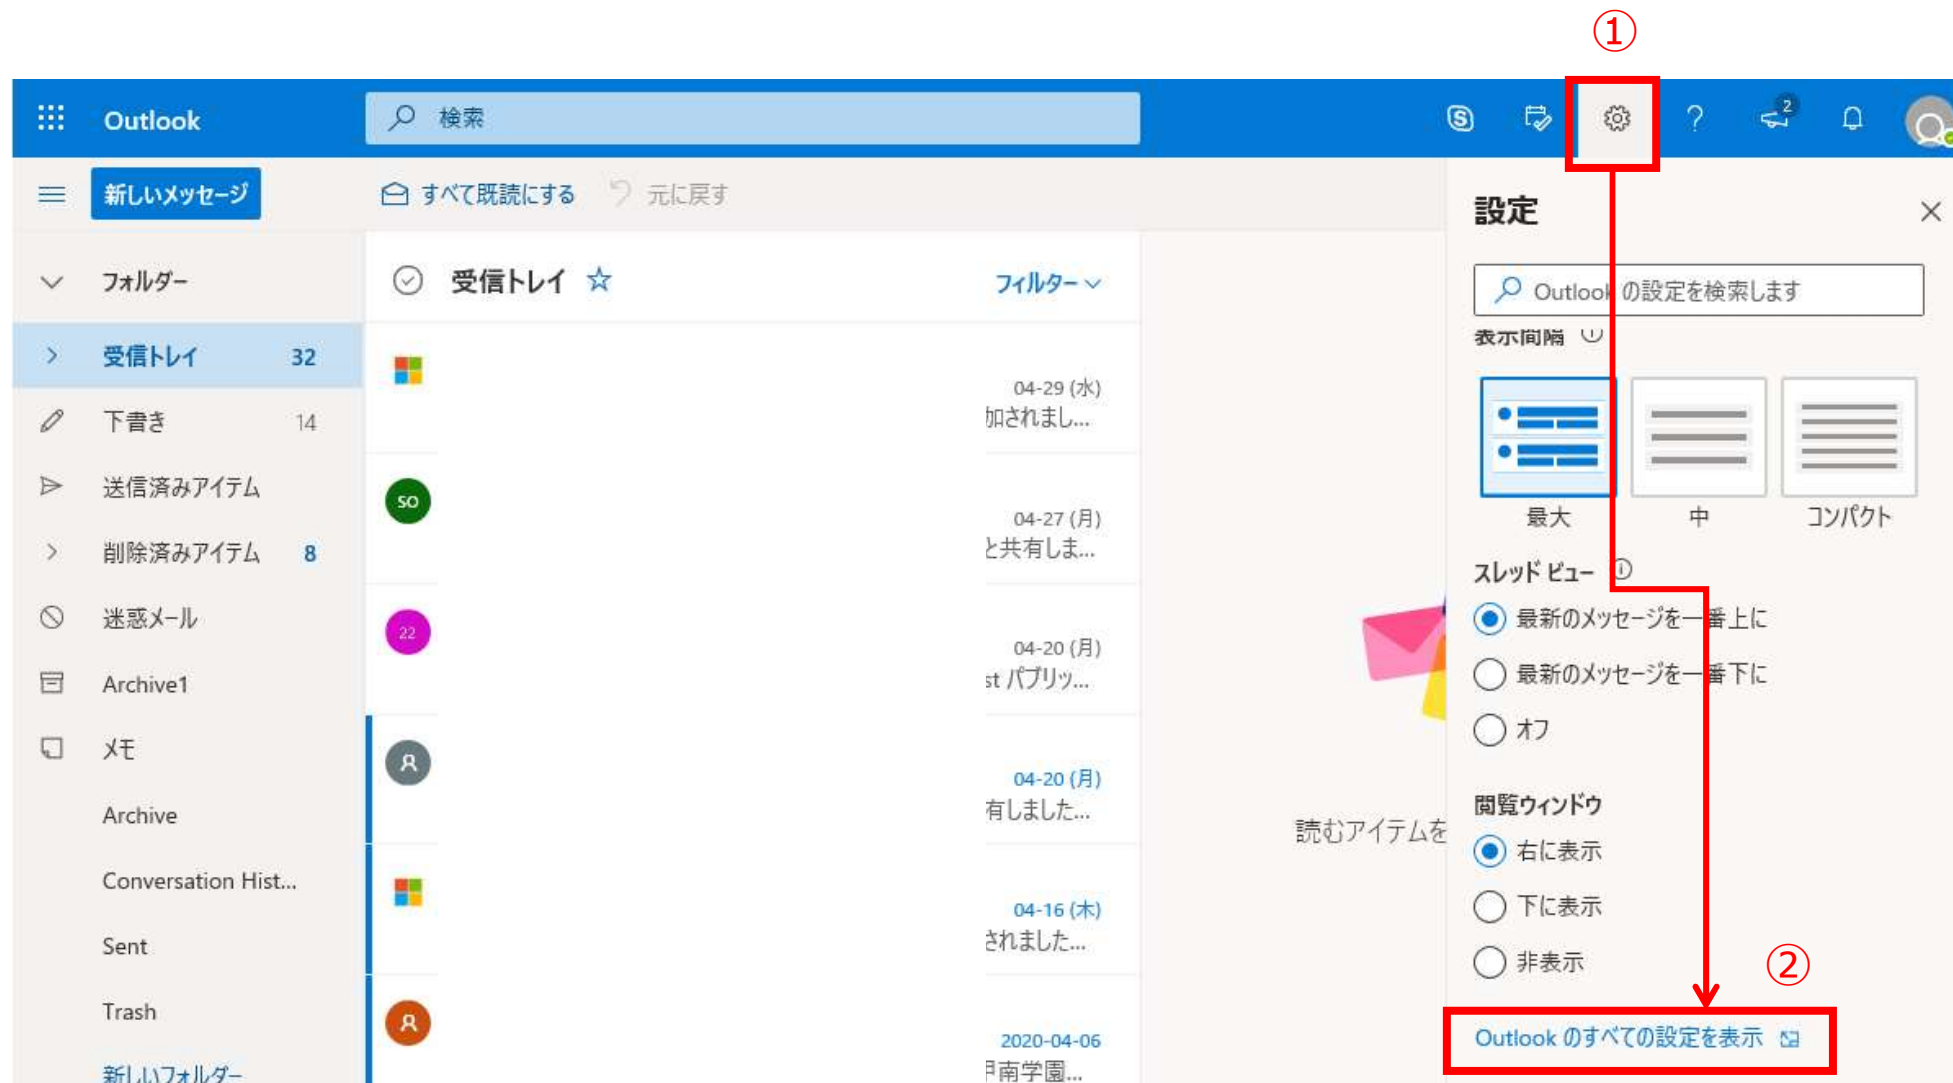 ①
Outlook
検索
2
新しいメッセージ
すべて既読にする
元に戻す
フォルダー
受信トレイ 32
下書き 14
送信済みアイテム
削除済みアイテム 8
迷惑メール
Archive1
メモ
Archive
Conversation Hist...
Sent
Trash
新しいフォルダー
受信トレイ
フィルター
04-29 (水)
加されまし...
SO
04-27 (月)
と共有しま...
22
04-20 (月)
st パブリッ...
04-20 (月)
有しました...
04-16 (木)
されました...
2020-04-06
甲南学園...
読むアイテムを
設定
Outlook の設定を検索します
表示間隔
最大
中
コンパクト
スレッド ビュー
最新のメッセージを一番上に
最新のメッセージを一番下に
オフ
閲覧ウィンドウ
右に表示
下に表示
非表示
②
Outlook のすべての設定を表示